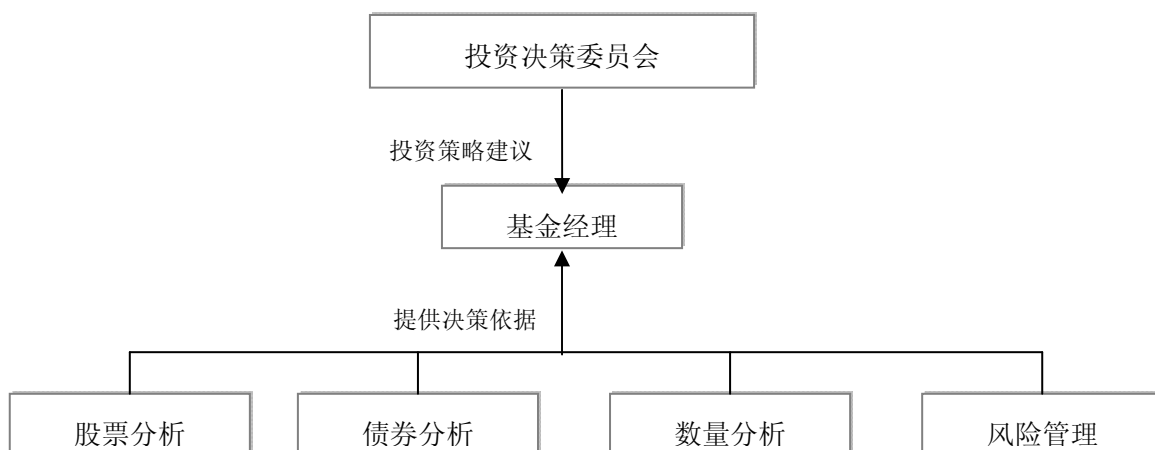 投资决策委员会
投资策略建议
基金经理
提供决策依据
股票分析
债券分析
数量分析
风险管理